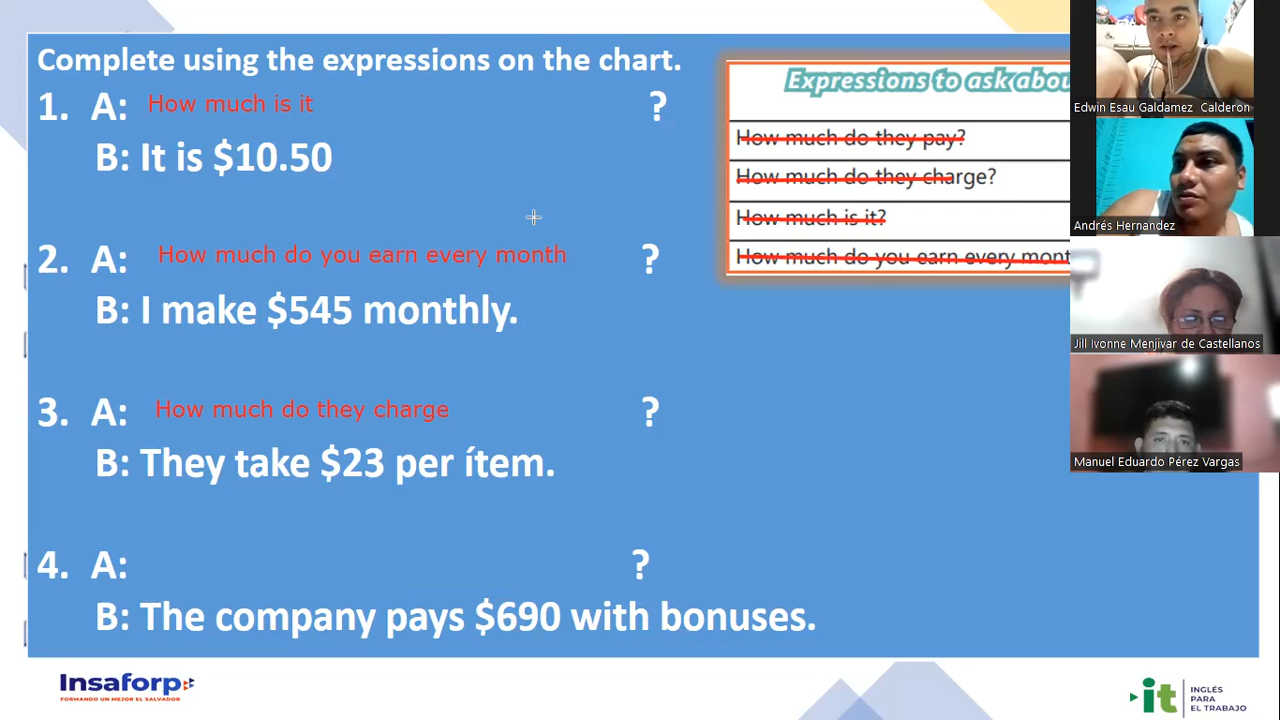 Complete using the expressions on the chart.
1. A: How much is it ?
B: It is $10.50
2. A: How much do you earn every month ?
B: I make $545 monthly.
3. A: How much do they charge ?
B: They take $23 per ítem.
4. A: ?
B: The company pays $690 with bonuses.
Expressions to ask abou
How much do they pay?
How much do they charge?
How much is it?
How much do you earn every mont
Edwin Esau Galdamez Calderon
Andrés Hernandez
Jill Ivonne Menjivar de Castellanos
Manuel Eduardo Pérez Vargas
Insaforp
FORMANDO UN MEJOR EL SALVADOR
it
INGLÉS
PARA
EL TRABAJO